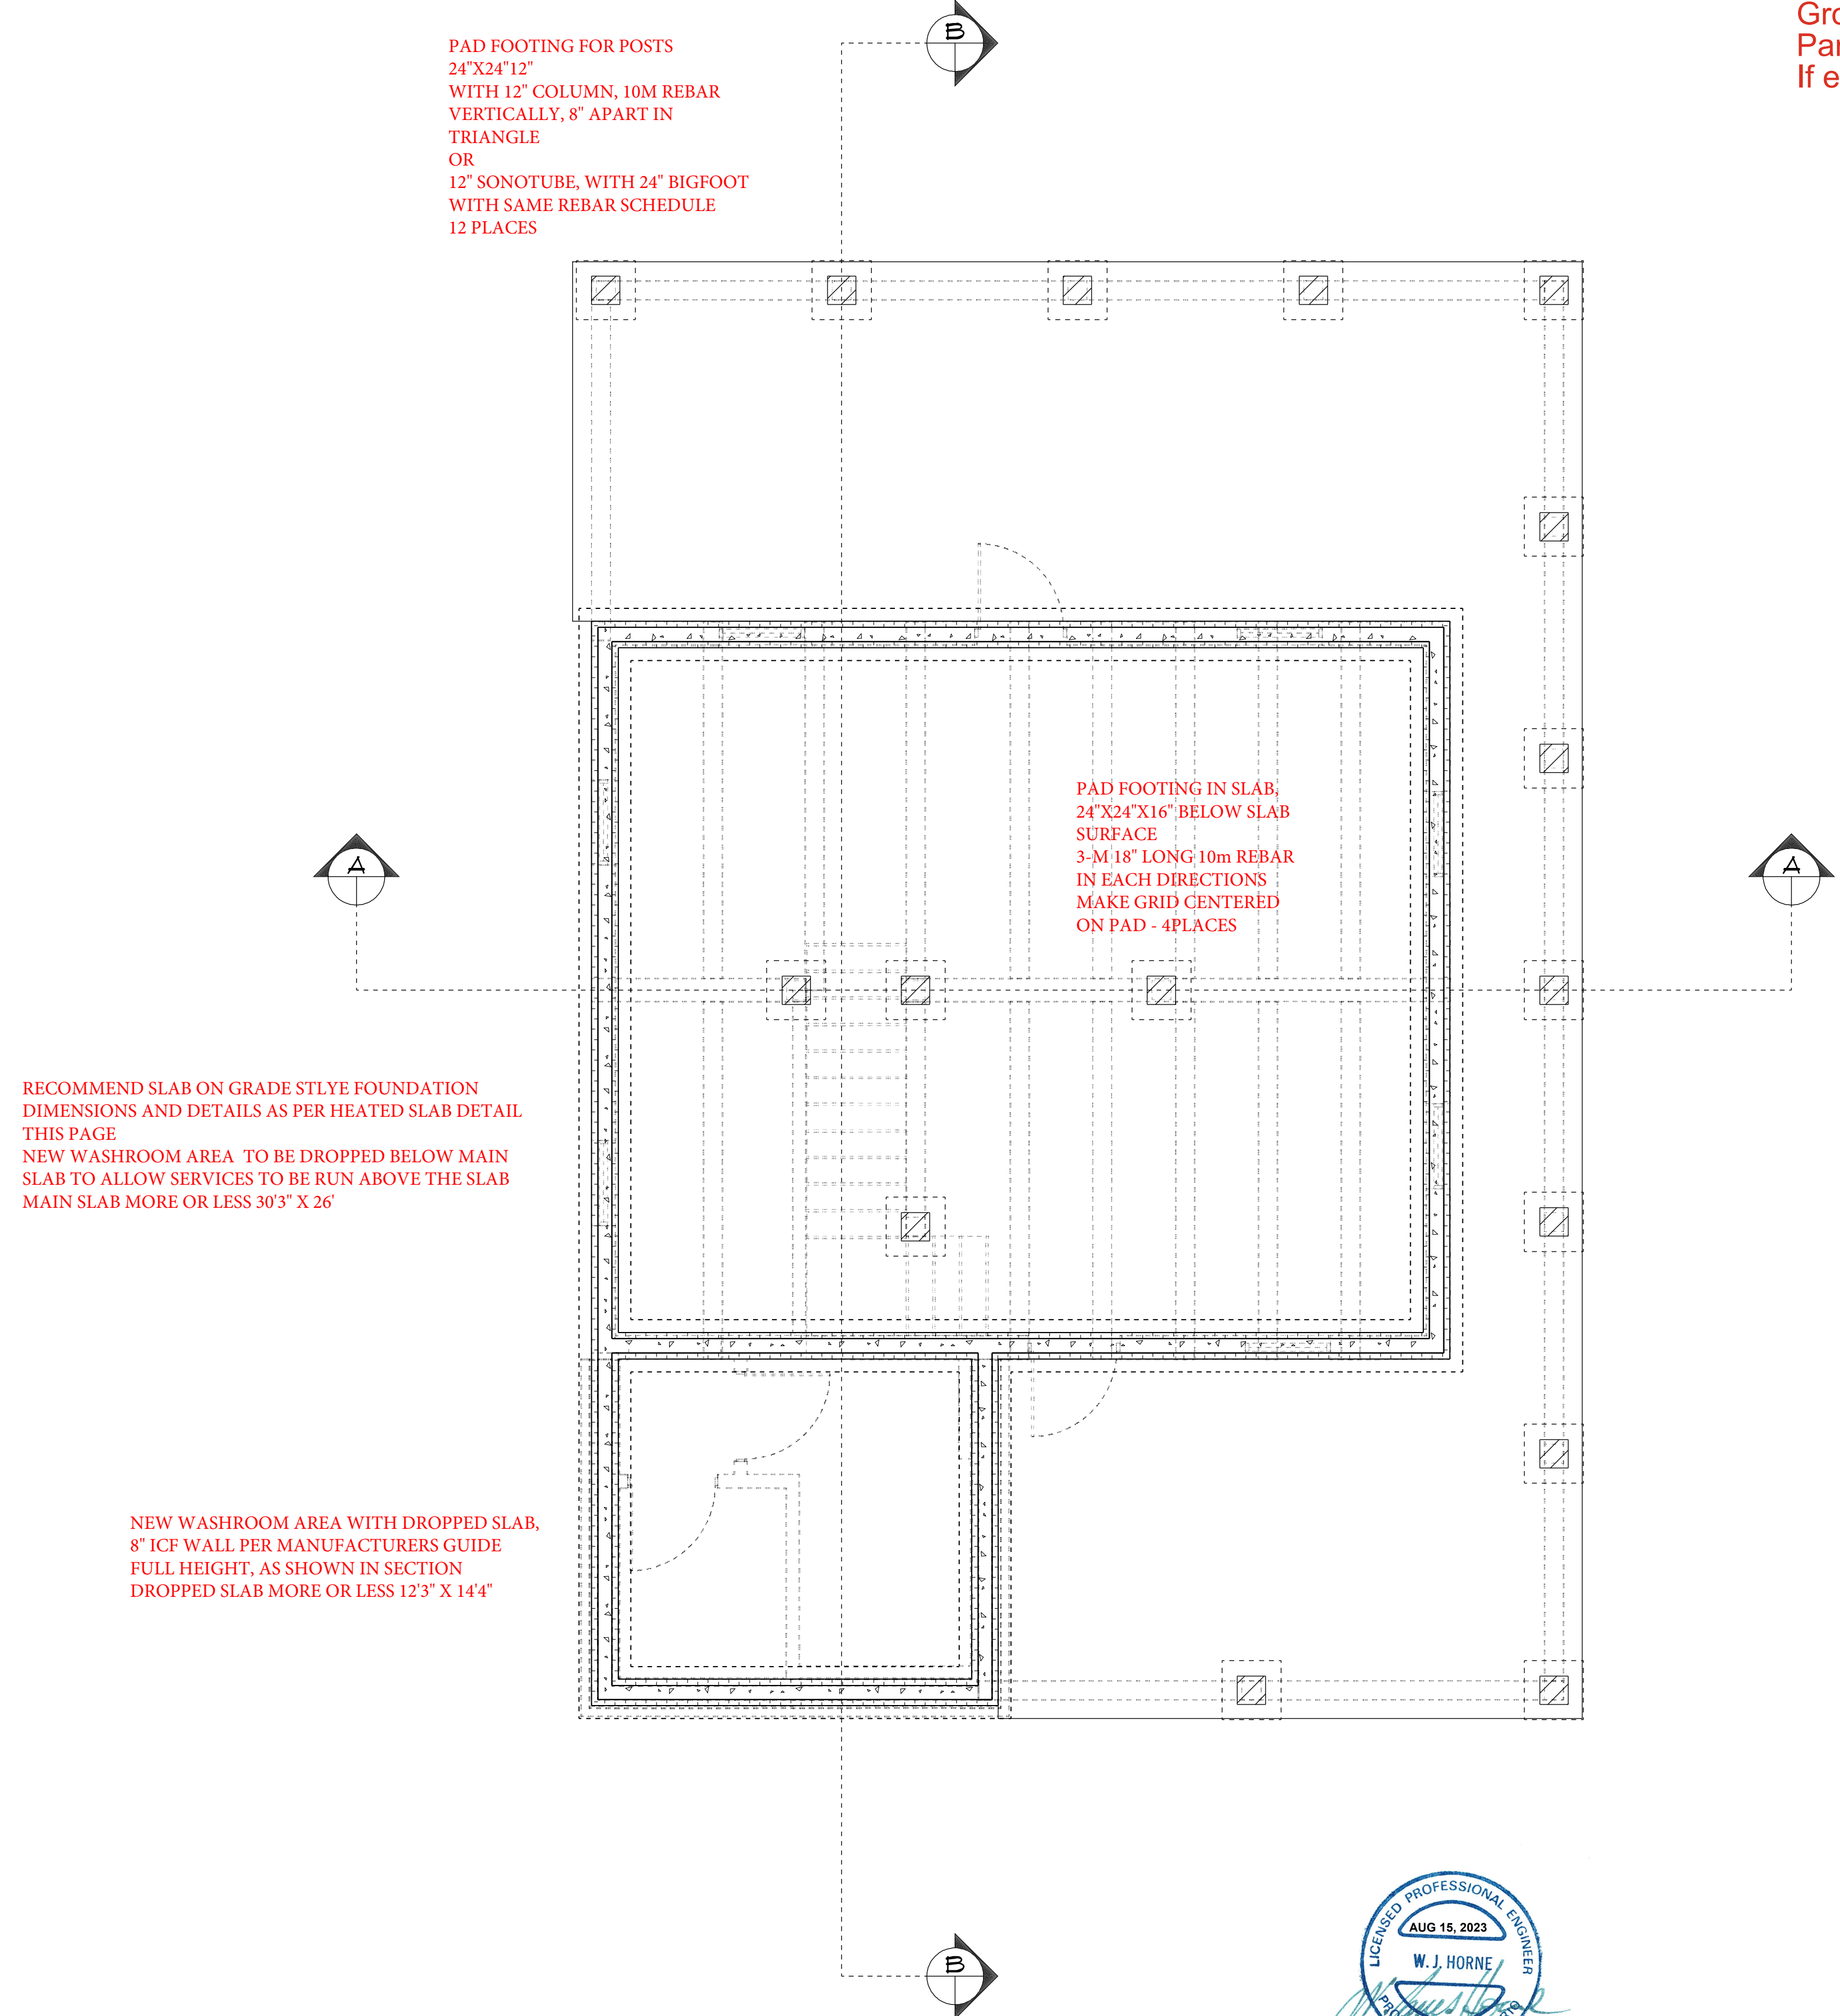 B
Gro
Par
If e
PAD FOOTING FOR POSTS
24"X24"12"
WITH 12" COLUMN, 10M REBAR
VERTICALLY, 8" APART IN
TRIANGLE
OR
12" SONOTUBE, WITH 24" BIGFOOT
WITH SAME REBAR SCHEDULE
12 PLACES
PAD FOOTING IN SLAB,
24"X24"X16" BELOW SLAB
SURFACE
3-M 18" LONG 10m REBAR
IN EACH DIRECTIONS
MAKE GRID CENTERED
ON PAD - 4PLACES
A
A
RECOMMEND SLAB ON GRADE STLYE FOUNDATION
DIMENSIONS AND DETAILS AS PER HEATED SLAB DETAIL
THIS PAGE
NEW WASHROOM AREA TO BE DROPPED BELOW MAIN
SLAB TO ALLOW SERVICES TO BE RUN ABOVE THE SLAB
MAIN SLAB MORE OR LESS 30'3" X 26'
NEW WASHROOM AREA WITH DROPPED SLAB,
8" ICF WALL PER MANUFACTURERS GUIDE
FULL HEIGHT, AS SHOWN IN SECTION
DROPPED SLAB MORE OR LESS 12'3" X 14'4"
LICENSED PROFESSIONAL ENGINEER
AUG 15, 2023
W. J. HORNE
B